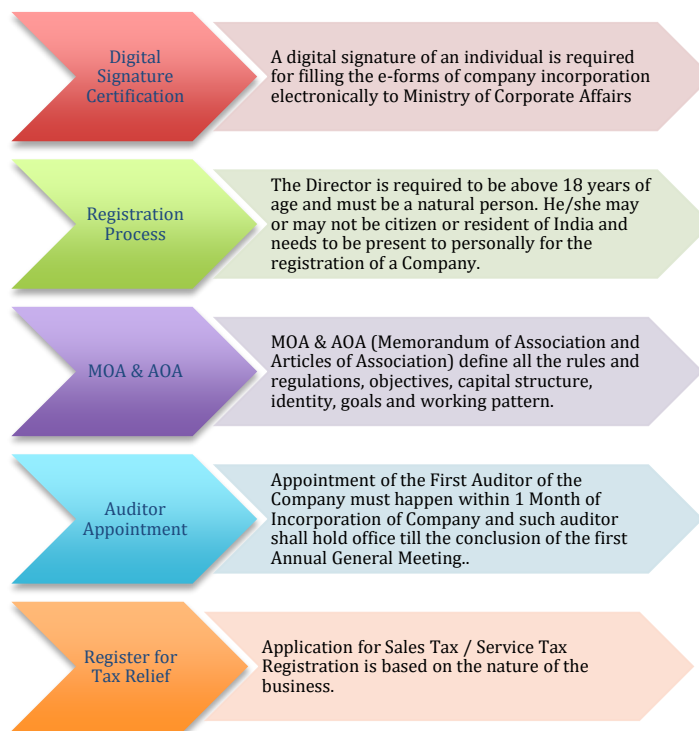 Digital
Signature
Certification
A digital signature of an individual is required
for filling the e-forms of company incorporation
electronically to Ministry of Corporate Affairs
Registration
Process
The Director is required to be above 18 years of
age and must be a natural person. He/she may
or may not be citizen or resident of India and
needs to be present to personally for the
registration of a Company.
MOA & AOA
MOA & AOA (Memorandum of Association and
Articles of Association) define all the rules and
regulations, objectives, capital structure,
identity, goals and working pattern.
Auditor
Appointment
Appointment of the First Auditor of the
Company must happen within 1 Month of
Incorporation of Company and such auditor
shall hold office till the conclusion of the first
Annual General Meeting..
Register for
Tax Relief
Application for Sales Tax / Service Tax
Registration is based on the nature of the
business.